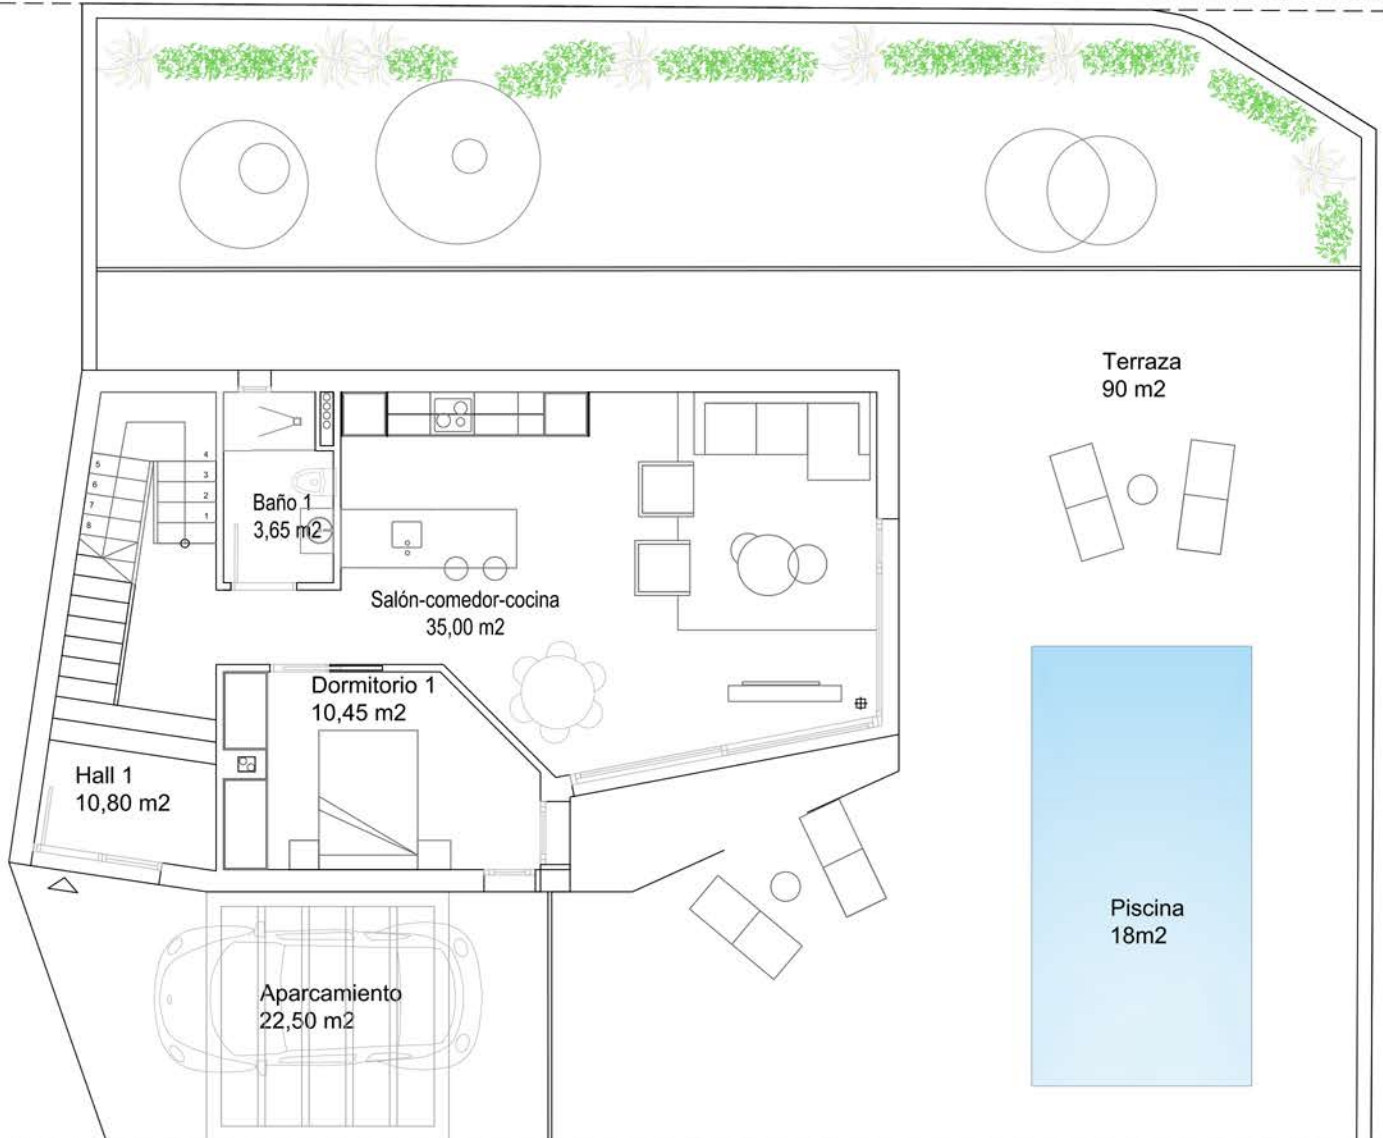 Terraza
90 m2
4
3
2
1
5
6
7
8
Baño 1
3,65 m2
Salón-comedor-cocina
35,00 m2
Dormitorio 1
10,45 m2
Hall 1
10,80 m2
Piscina
18m2
Aparcamiento
22,50 m2